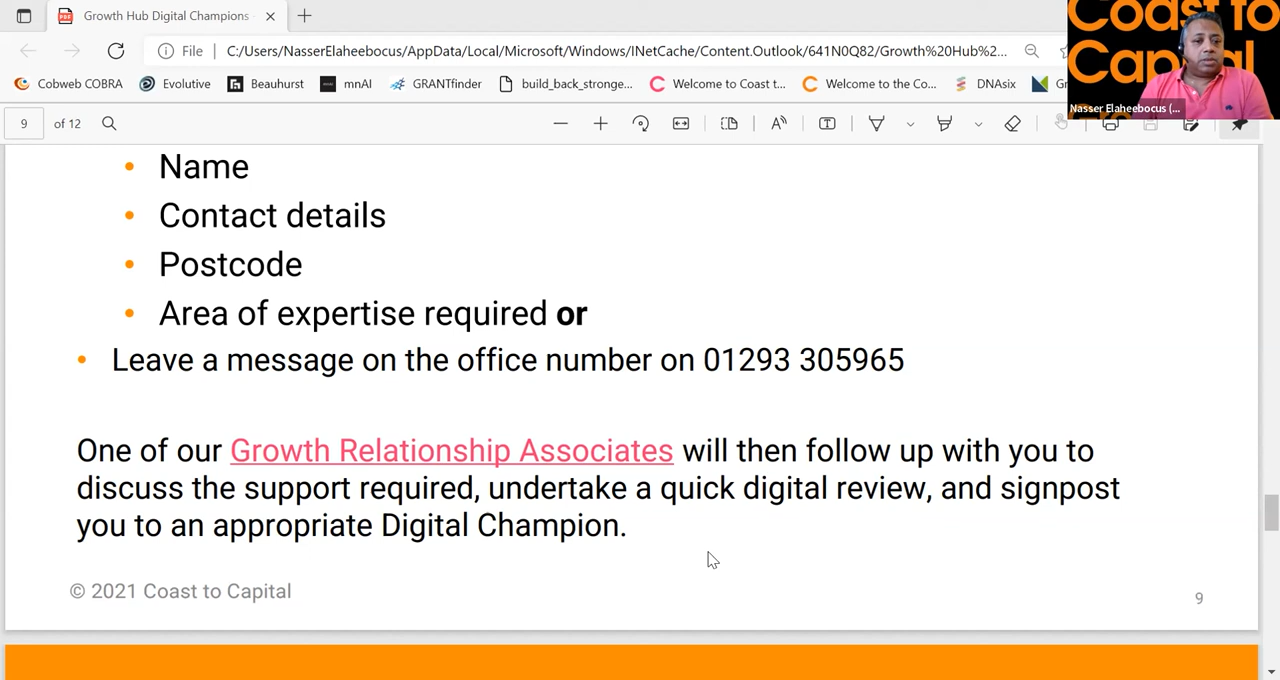 Growth Hub Digital Champions
File
C:/Users/NasserElaheebocus/AppData/Local/Microsoft/Windows/INetCache/Content.Outlook/641N0Q82/Growth%20Hub%2...
Cobweb COBRA
Evolutive
Beauhurst
mnAI
GRANTfinder
build_back_stronge...
Welcome to Coast t...
Welcome to the Co...
DNAsix
Coast to
Capital
Nasser Elaheebocus (...
9 of 12
• Name
• Contact details
• Postcode
• Area of expertise required or
• Leave a message on the office number on 01293 305965
One of our Growth Relationship Associates will then follow up with you to
discuss the support required, undertake a quick digital review, and signpost
you to an appropriate Digital Champion.
© 2021 Coast to Capital
9